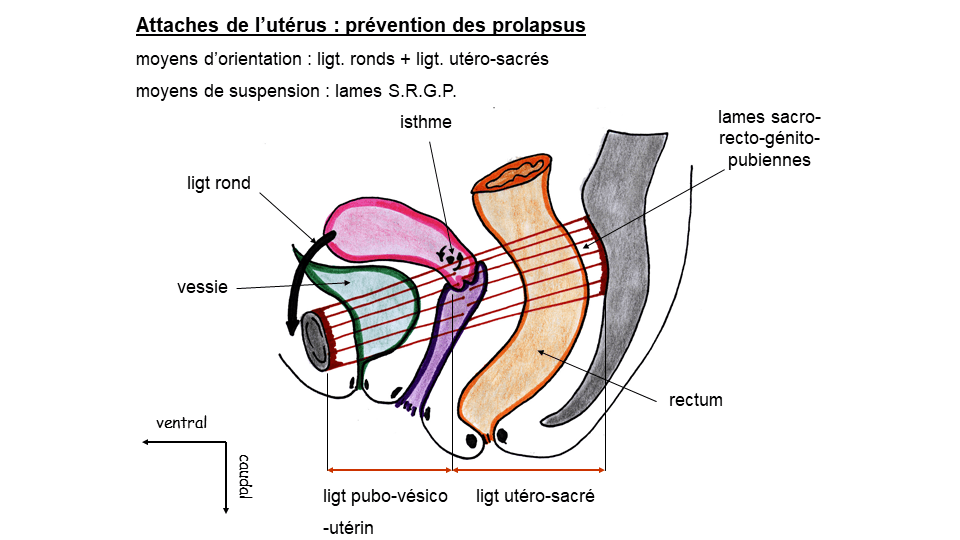 Attaches de l’utérus : prévention des prolapsus
moyens d’orientation : ligt. ronds + ligt. utéro-sacrés
moyens de suspension : lames S.R.G.P.
isthme
lames sacro-
recto-génito-
pubiennes
ligt rond
vessie
rectum
ventral
caudal
ligt pubo-vésico
-utérin
ligt utéro-sacré